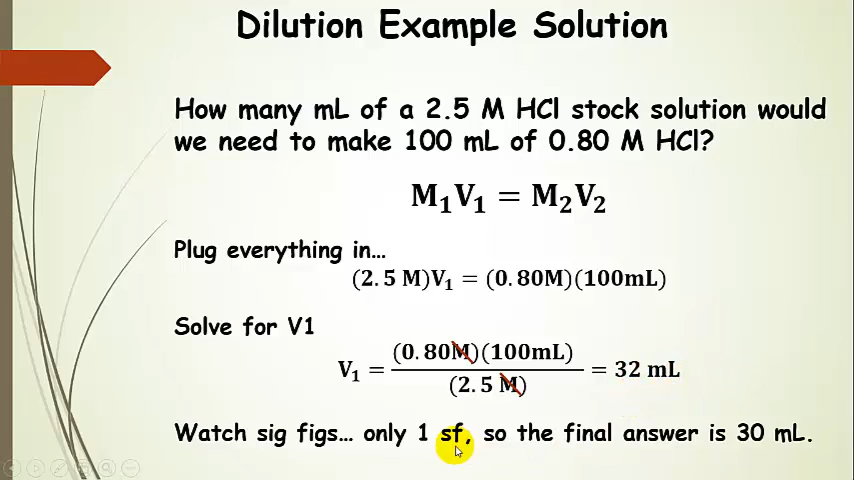 Dilution Example Solution
How many mL of a 2.5 M HCl stock solution would
we need to make 100 mL of 0.80 M HCl?
M₁V₁ = M₂V₂
Plug everything in...
(2.5 M)V₁ = (0.80M)(100mL)
Solve for V1
V₁ = (0.80M)(100mL) / (2.5 M) = 32 mL
Watch sig figs... only 1 sf, so the final answer is 30 mL.